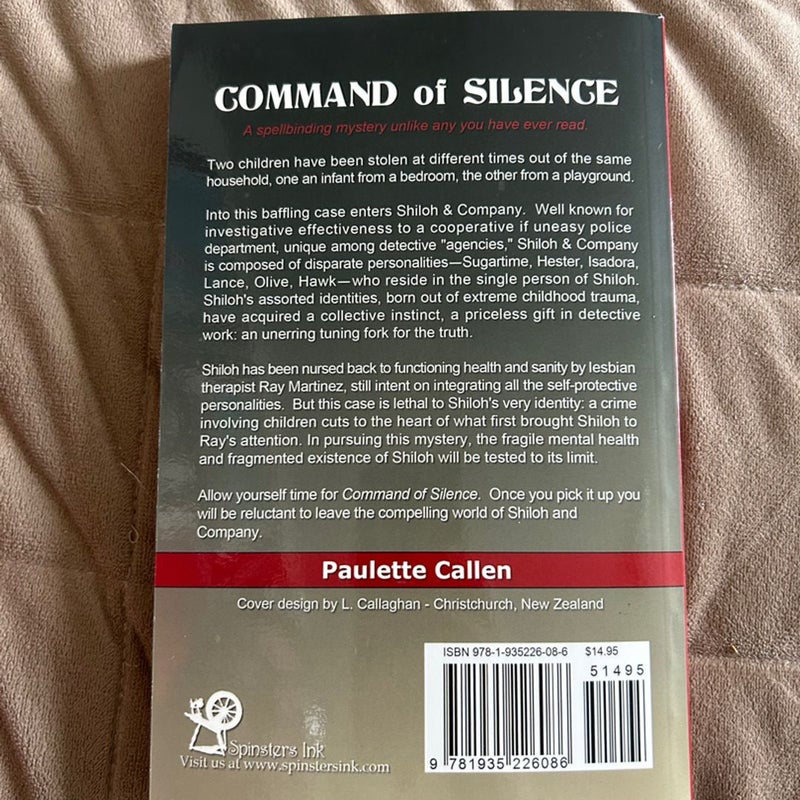 COMMAND of SILENCE
A spellbinding mystery unlike any you have ever read.
Two children have been stolen at different times out of the same
household, one an infant from a bedroom, the other from a playground.
Into this baffling case enters Shiloh & Company. Well known for
investigative effectiveness to a cooperative if uneasy police
department, unique among detective "agencies," Shiloh & Company
is composed of disparate personalities—Sugartime, Hester, Isadora,
Lance, Olive, Hawk—who reside in the single person of Shiloh.
Shiloh's assorted identities, born out of extreme childhood trauma,
have acquired a collective instinct, a priceless gift in detective
work: an unerring tuning fork for the truth.
Shiloh has been nursed back to functioning health and sanity by lesbian
therapist Ray Martinez, still intent on integrating all the self-protective
personalities. But this case is lethal to Shiloh's very identity: a crime
involving children cuts to the heart of what first brought Shiloh to
Ray's attention. In pursuing this mystery, the fragile mental health
and fragmented existence of Shiloh will be tested to its limit.
Allow yourself time for Command of Silence. Once you pick it up you
will be reluctant to leave the compelling world of Shiloh and
Company.
Paulette Callen
Cover design by L. Callaghan - Christchurch, New Zealand
ISBN 978-1-935226-08-6 $14.95
51495
9 781935 226086
Spinsters Ink
Visit us at www.spinstersink.com